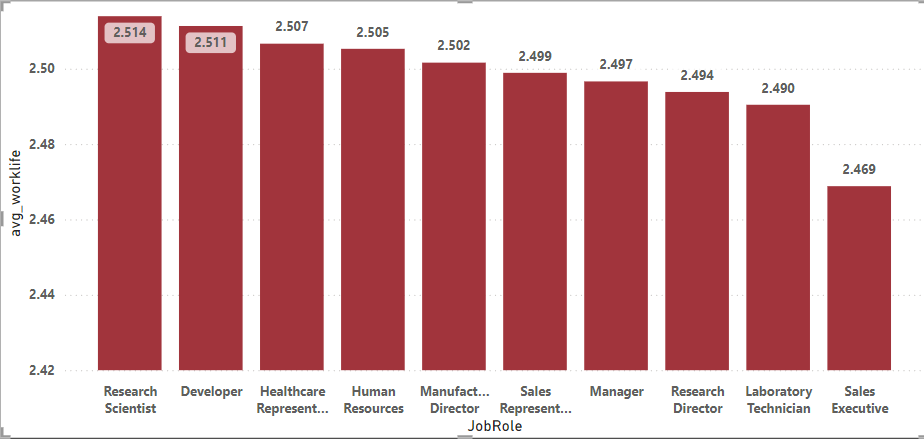 2.514
2.511
2.507
2.505
2.502
2.499
2.497
2.494
2.490
2.469
2.50
2.48
2.46
2.44
2.42
avg_worklife
Research Scientist
Developer
Healthcare Represent...
Human Resources
Manufact... Director
Sales Represent...
Manager
Research Director
Laboratory Technician
Sales Executive
JobRole